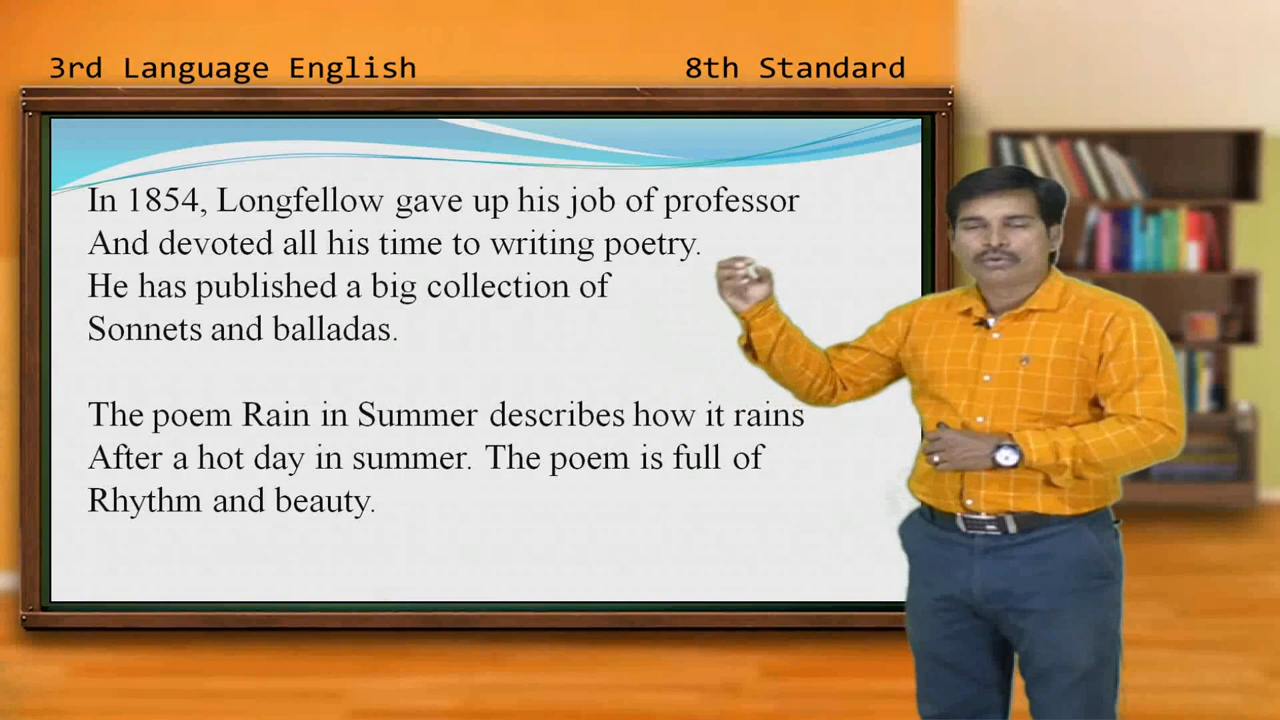 3rd Language English 8th Standard
In 1854, Longfellow gave up his job of professor
And devoted all his time to writing poetry.
He has published a big collection of
Sonnets and balladas.
The poem Rain in Summer describes how it rains
After a hot day in summer. The poem is full of
Rhythm and beauty.